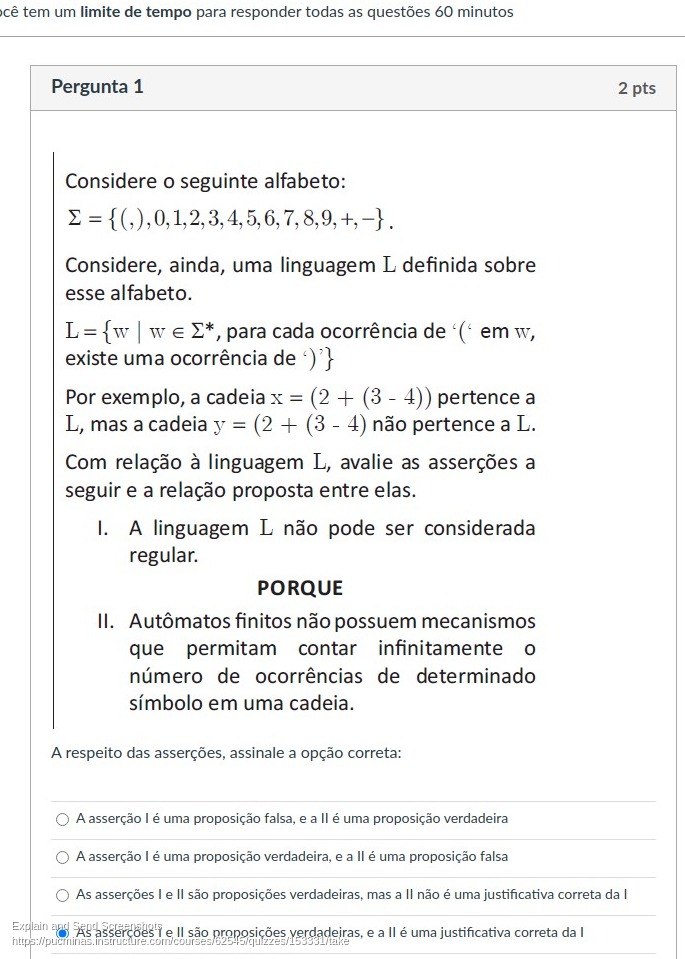 ocê tem um limite de tempo para responder todas as questões 60 minutos
Pergunta 1
2 pts
Considere o seguinte alfabeto:
Σ = {(,),0,1,2,3,4,5,6,7,8,9,+,−}.
Considere, ainda, uma linguagem L definida sobre
esse alfabeto.
L={w | w ∈ Σ*, para cada ocorrência de ‘(‘ em w,
existe uma ocorrência de ‘)’}
Por exemplo, a cadeia x = (2 + (3 - 4)) pertence a
L, mas a cadeia y = (2 + (3 - 4) não pertence a L.
Com relação à linguagem L, avalie as asserções a
seguir e a relação proposta entre elas.
I. A linguagem L não pode ser considerada
regular.
PORQUE
II. Autômatos finitos não possuem mecanismos
que permitam contar infinitamente o
número de ocorrências de determinado
símbolo em uma cadeia.
A respeito das asserções, assinale a opção correta:
A asserção I é uma proposição falsa, e a II é uma proposição verdadeira
A asserção I é uma proposição verdadeira, e a II é uma proposição falsa
As asserções I e II são proposições verdadeiras, mas a II não é uma justificativa correta da I
Explain and Send Screenshots
As asserções I e II são proposições verdadeiras, e a II é uma justificativa correta da I
https://pucminas.instructure.com/courses/62545/quizzes/153331/take